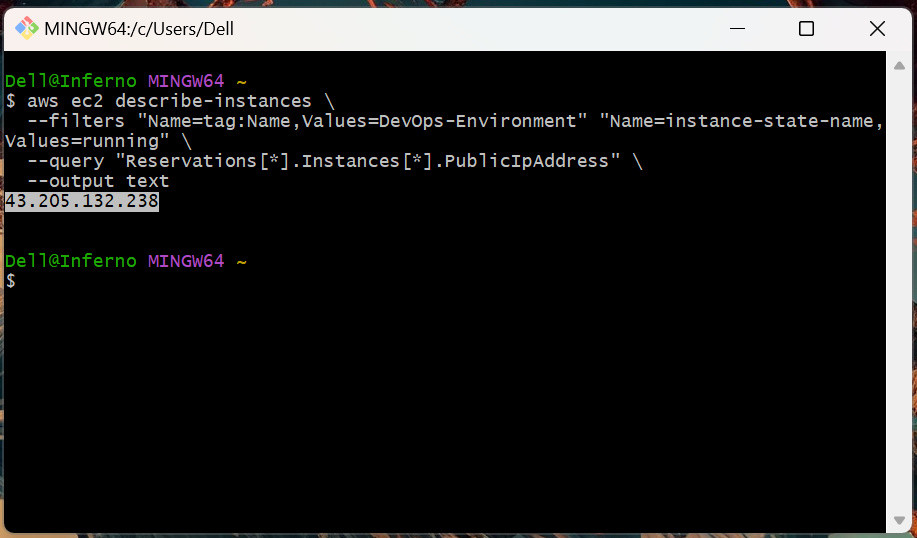 MINGW64:/c/Users/Dell
Dell@Inferno MINGW64 ~
$ aws ec2 describe-instances \
  --filters "Name=tag:Name,Values=DevOps-Environment" "Name=instance-state-name,
Values=running" \
  --query "Reservations[*].Instances[*].PublicIpAddress" \
  --output text
43.205.132.238
Dell@Inferno MINGW64 ~
$